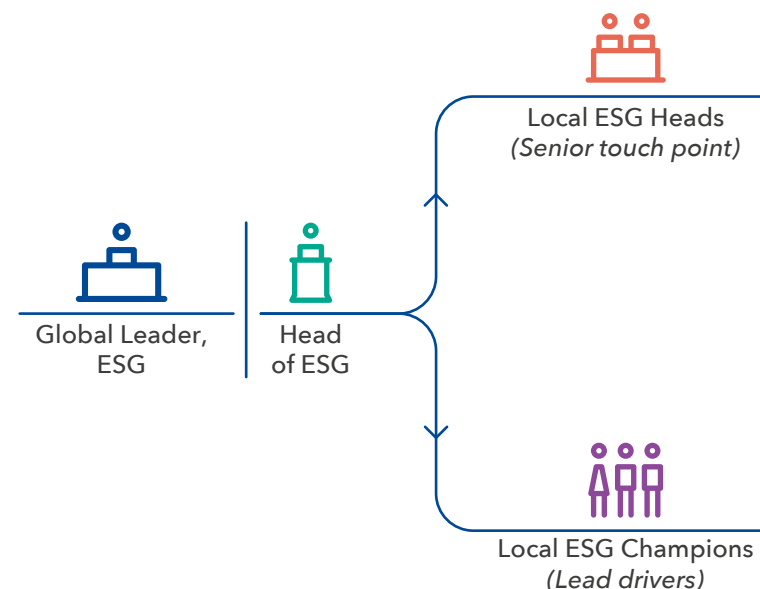 Local ESG Heads
(Senior touch point)
Global Leader,
ESG
Head
of ESG
Local ESG Champions
(Lead drivers)